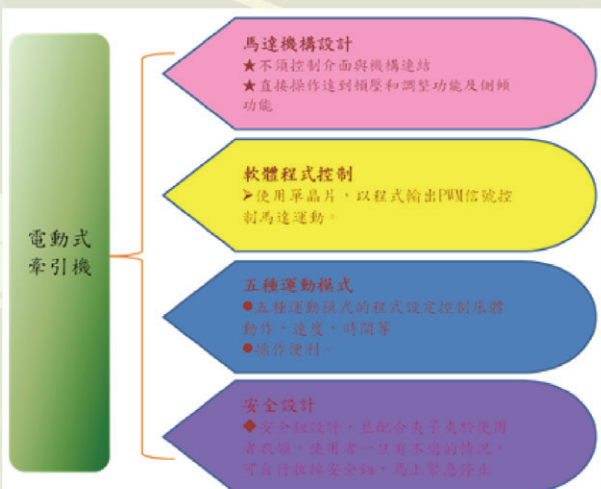 電動式
牽引機
馬達機構設計
★不須控制介面與機構連結
★直接操作達到頓壓和調整功能及側傾
功能
軟體程式控制
➢使用單晶片，以程式輸出PWM信號控
制馬達運動。
五種運動模式
●五種運動模式的程式設定控制床體
動作，速度，時間等
●操作便利。
安全設計
◆安全鈕設計，並配合夾子夾於使用
者衣領，使用者一旦有不適的情況，
可自行拉掉安全鈕，馬上緊急停止